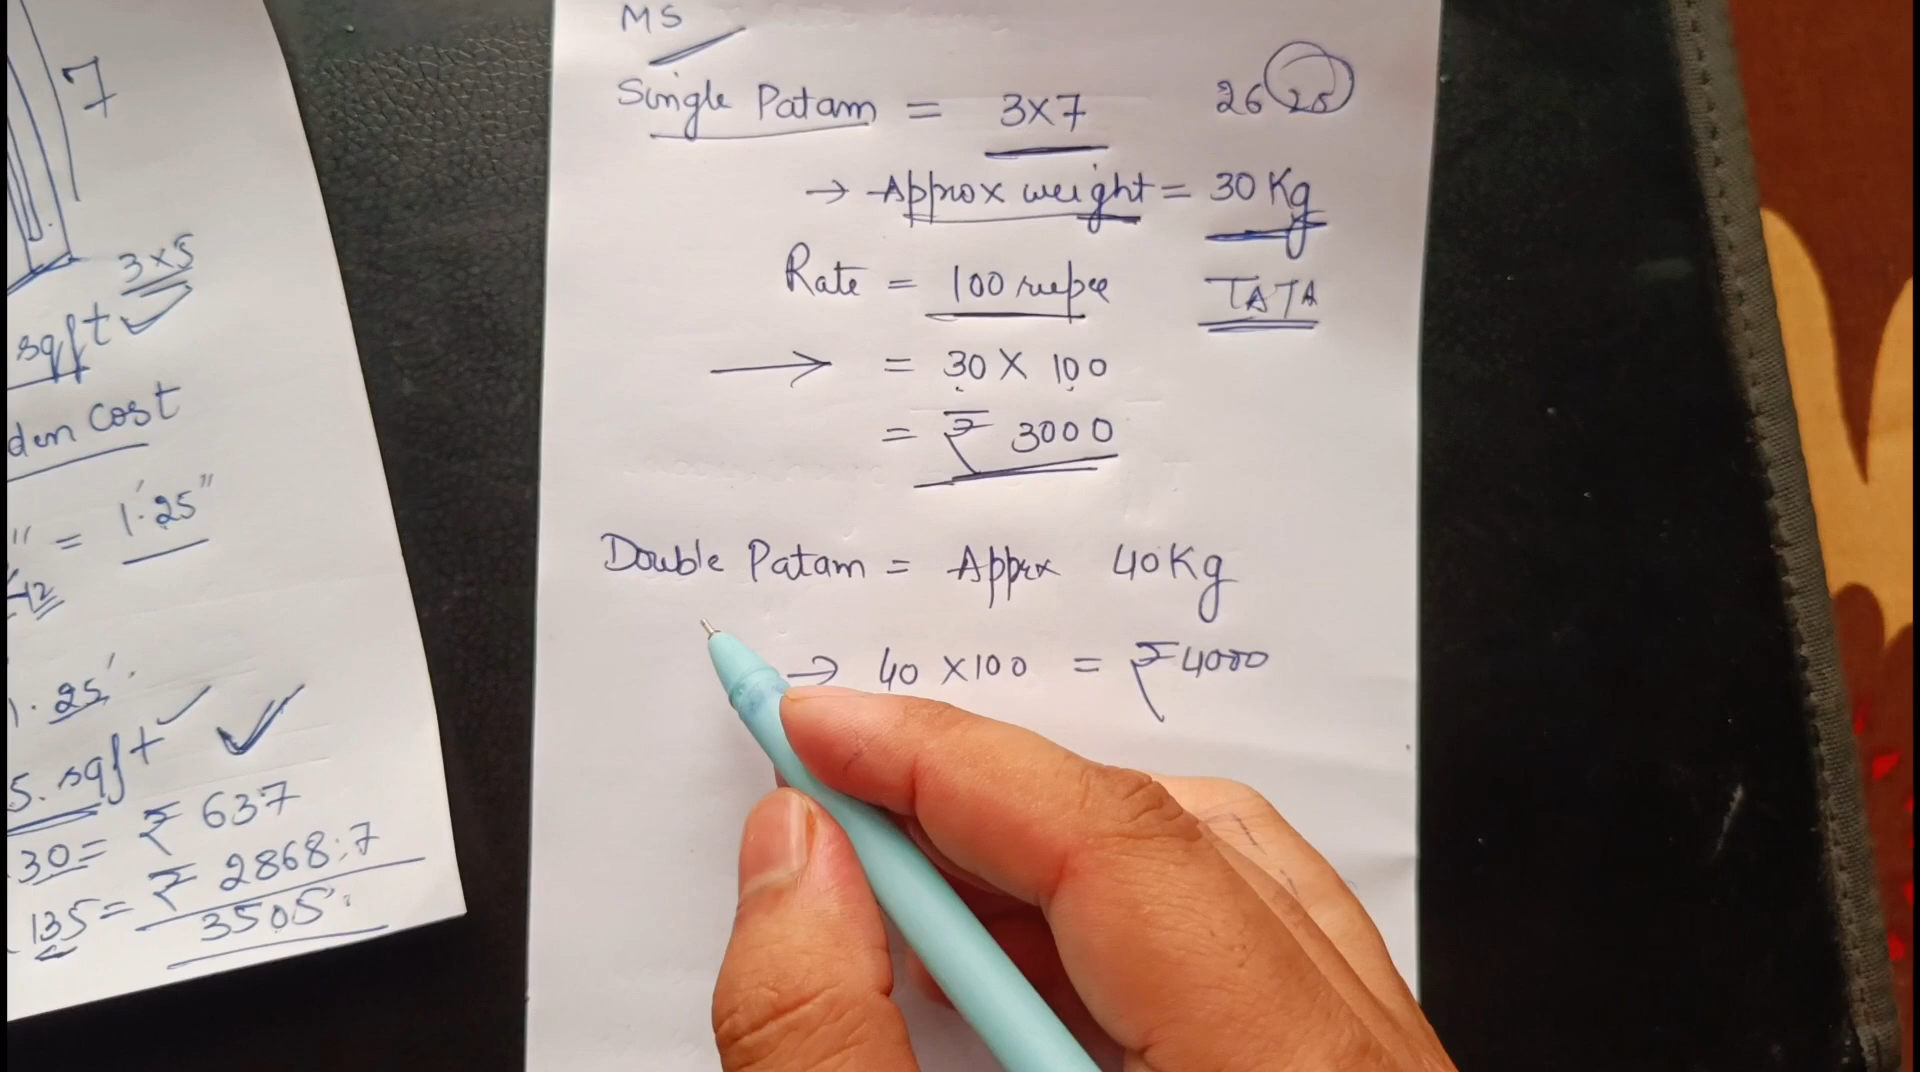 7
3x5
sqft
den cost
" = 1'.25"
12
1.25'
5. sqft
30 = ₹ 637
135 = ₹ 2868.7
3505.
MS
Single Patam = 3x7 26
→ Approx weight = 30 Kg
Rate = 100 rupee TATA
→ = 30 X 100
= ₹ 3000
Double Patam = Approx 40Kg
→ 40 X100 = ₹4000